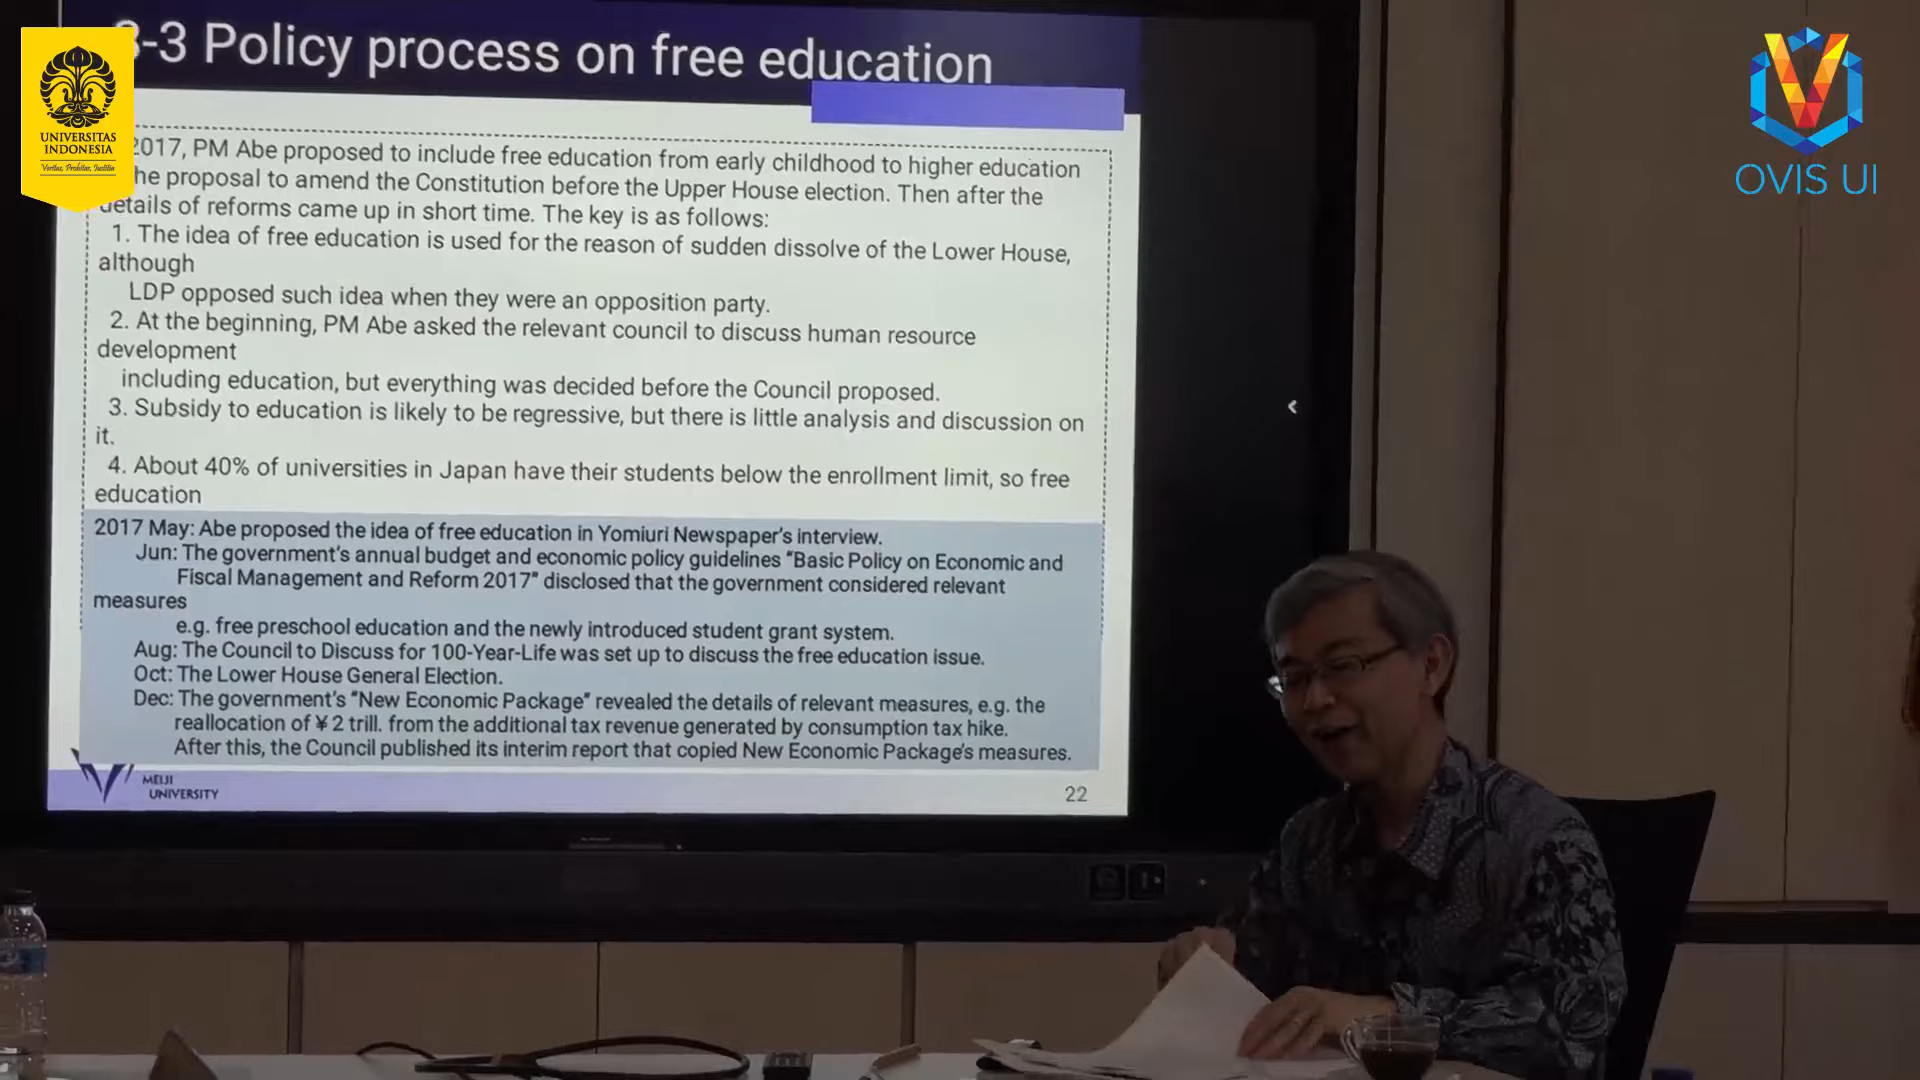 3-3 Policy process on free education
UNIVERSITAS
INDONESIA
Veritas, Probitas, Justitia
OVIS UI
2017, PM Abe proposed to include free education from early childhood to higher education
he proposal to amend the Constitution before the Upper House election. Then after the
details of reforms came up in short time. The key is as follows:
1. The idea of free education is used for the reason of sudden dissolve of the Lower House,
although
LDP opposed such idea when they were an opposition party.
2. At the beginning, PM Abe asked the relevant council to discuss human resource
development
including education, but everything was decided before the Council proposed.
3. Subsidy to education is likely to be regressive, but there is little analysis and discussion on
it.
4. About 40% of universities in Japan have their students below the enrollment limit, so free
education
2017 May: Abe proposed the idea of free education in Yomiuri Newspaper's interview.
Jun: The government's annual budget and economic policy guidelines "Basic Policy on Economic and
Fiscal Management and Reform 2017" disclosed that the government considered relevant
measures
e.g. free preschool education and the newly introduced student grant system.
Aug: The Council to Discuss for 100-Year-Life was set up to discuss the free education issue.
Oct: The Lower House General Election.
Dec: The government's "New Economic Package" revealed the details of relevant measures, e.g. the
reallocation of ¥2 trill. from the additional tax revenue generated by consumption tax hike.
After this, the Council published its interim report that copied New Economic Package's measures.
MEIJI
UNIVERSITY
22